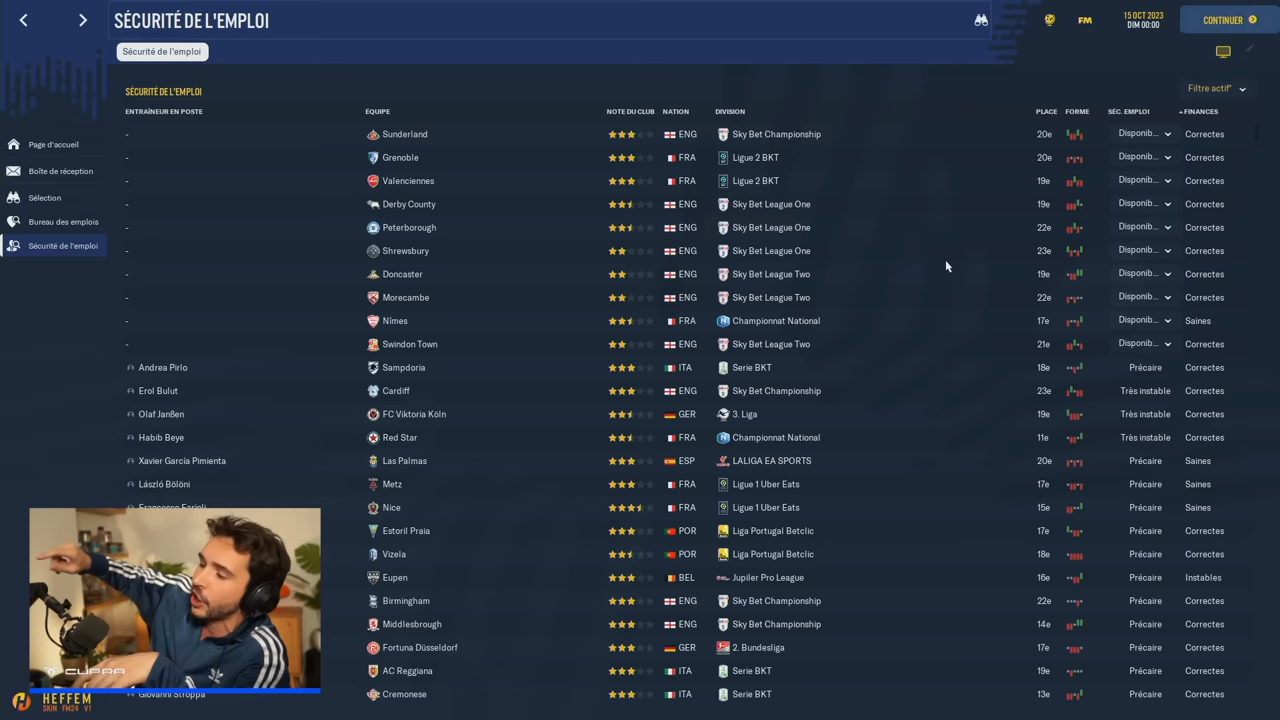 SÉCURITÉ DE L'EMPLOI
FM
15 OCT 2023
DIM 00:00
CONTINUER
Sécurité de l'emploi
SÉCURITÉ DE L'EMPLOI
Filtre actif*
ENTRAÎNEUR EN POSTE ÉQUIPE NOTE DU CLUB NATION DIVISION PLACE FORME SÉC. EMPLOI FINANCES
Page d'accueil
Boîte de réception
Sélection
Bureau des emplois
Sécurité de l'emploi
- Sunderland ENG Sky Bet Championship 20e Disponib... Correctes
- Grenoble FRA Ligue 2 BKT 20e Disponib... Correctes
- Valenciennes FRA Ligue 2 BKT 19e Disponib... Correctes
- Derby County ENG Sky Bet League One 19e Disponib... Correctes
- Peterborough ENG Sky Bet League One 22e Disponib... Correctes
- Shrewsbury ENG Sky Bet League One 23e Disponib... Correctes
- Doncaster ENG Sky Bet League Two 19e Disponib... Correctes
- Morecambe ENG Sky Bet League Two 22e Disponib... Correctes
- Nîmes FRA Championnat National 17e Disponib... Saines
- Swindon Town ENG Sky Bet League Two 21e Disponib... Correctes
Andrea Pirlo Sampdoria ITA Serie BKT 18e Précaire Correctes
Erol Bulut Cardiff ENG Sky Bet Championship 23e Très instable Correctes
Olaf Janßen FC Viktoria Köln GER 3. Liga 19e Très instable Correctes
Habib Beye Red Star FRA Championnat National 11e Très instable Correctes
Xavier García Pimienta Las Palmas ESP LALIGA EA SPORTS 20e Précaire Saines
László Bölöni Metz FRA Ligue 1 Uber Eats 17e Précaire Saines
Francesco Farioli Nice FRA Ligue 1 Uber Eats 15e Précaire Saines
Estoril Praia POR Liga Portugal Betclic 17e Précaire Correctes
Vizela POR Liga Portugal Betclic 18e Précaire Correctes
Eupen BEL Jupiler Pro League 16e Précaire Instables
Birmingham ENG Sky Bet Championship 22e Précaire Correctes
Middlesbrough ENG Sky Bet Championship 14e Précaire Correctes
Fortuna Düsseldorf GER 2. Bundesliga 17e Précaire Correctes
AC Reggiana ITA Serie BKT 19e Précaire Correctes
Giovanni Stroppa Cremonese ITA Serie BKT 13e Précaire Correctes
CUPRA
HEFFEM
SKIN FM24 V1